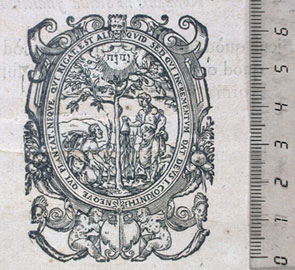 יהוה
NEQVE QVI PLANTAT NEQVE QVI RIGAT EST ALIQVID SED QVI INCREMENTVM DAT DEVS I CORINTH
0 1 2 3 4 5 6